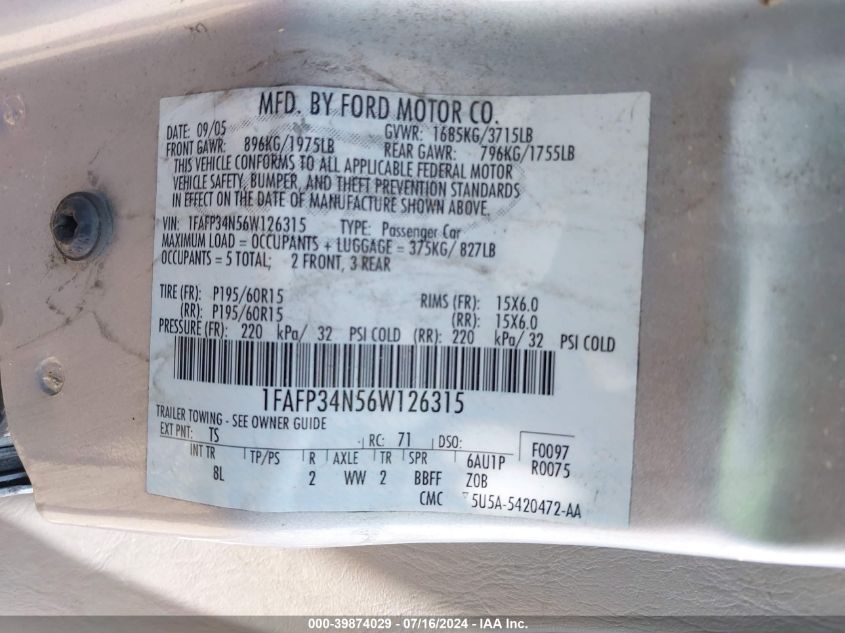 MFD. BY FORD MOTOR CO.
DATE: 09/05 GVWR: 1685KG/3715LB
FRONT GAWR: 896KG/1975LB REAR GAWR: 796KG/1755LB
THIS VEHICLE CONFORMS TO ALL APPLICABLE FEDERAL MOTOR
VEHICLE SAFETY, BUMPER, AND THEFT PREVENTION STANDARDS
IN EFFECT ON THE DATE OF MANUFACTURE SHOWN ABOVE.
VIN: 1FAFP34N56W126315 TYPE: Passenger Car
MAXIMUM LOAD = OCCUPANTS + LUGGAGE = 375KG/ 827LB
OCCUPANTS = 5 TOTAL; 2 FRONT, 3 REAR
TIRE (FR): P195/60R15 RIMS (FR): 15X6.0
(RR): P195/60R15 (RR): 15X6.0
PRESSURE (FR): 220 kPa/ 32 PSI COLD (RR): 220 kPa/ 32 PSI COLD
1FAFP34N56W126315
TRAILER TOWING - SEE OWNER GUIDE
EXT PNT: TS RC: 71 DSO: F0097
INT TR TP/PS R AXLE TR SPR 6AU1P R0075
8L 2 WW 2 BBFF ZOB
CMC 5U5A-5420472-AA
000-39874029 - 07/16/2024 - IAA Inc.